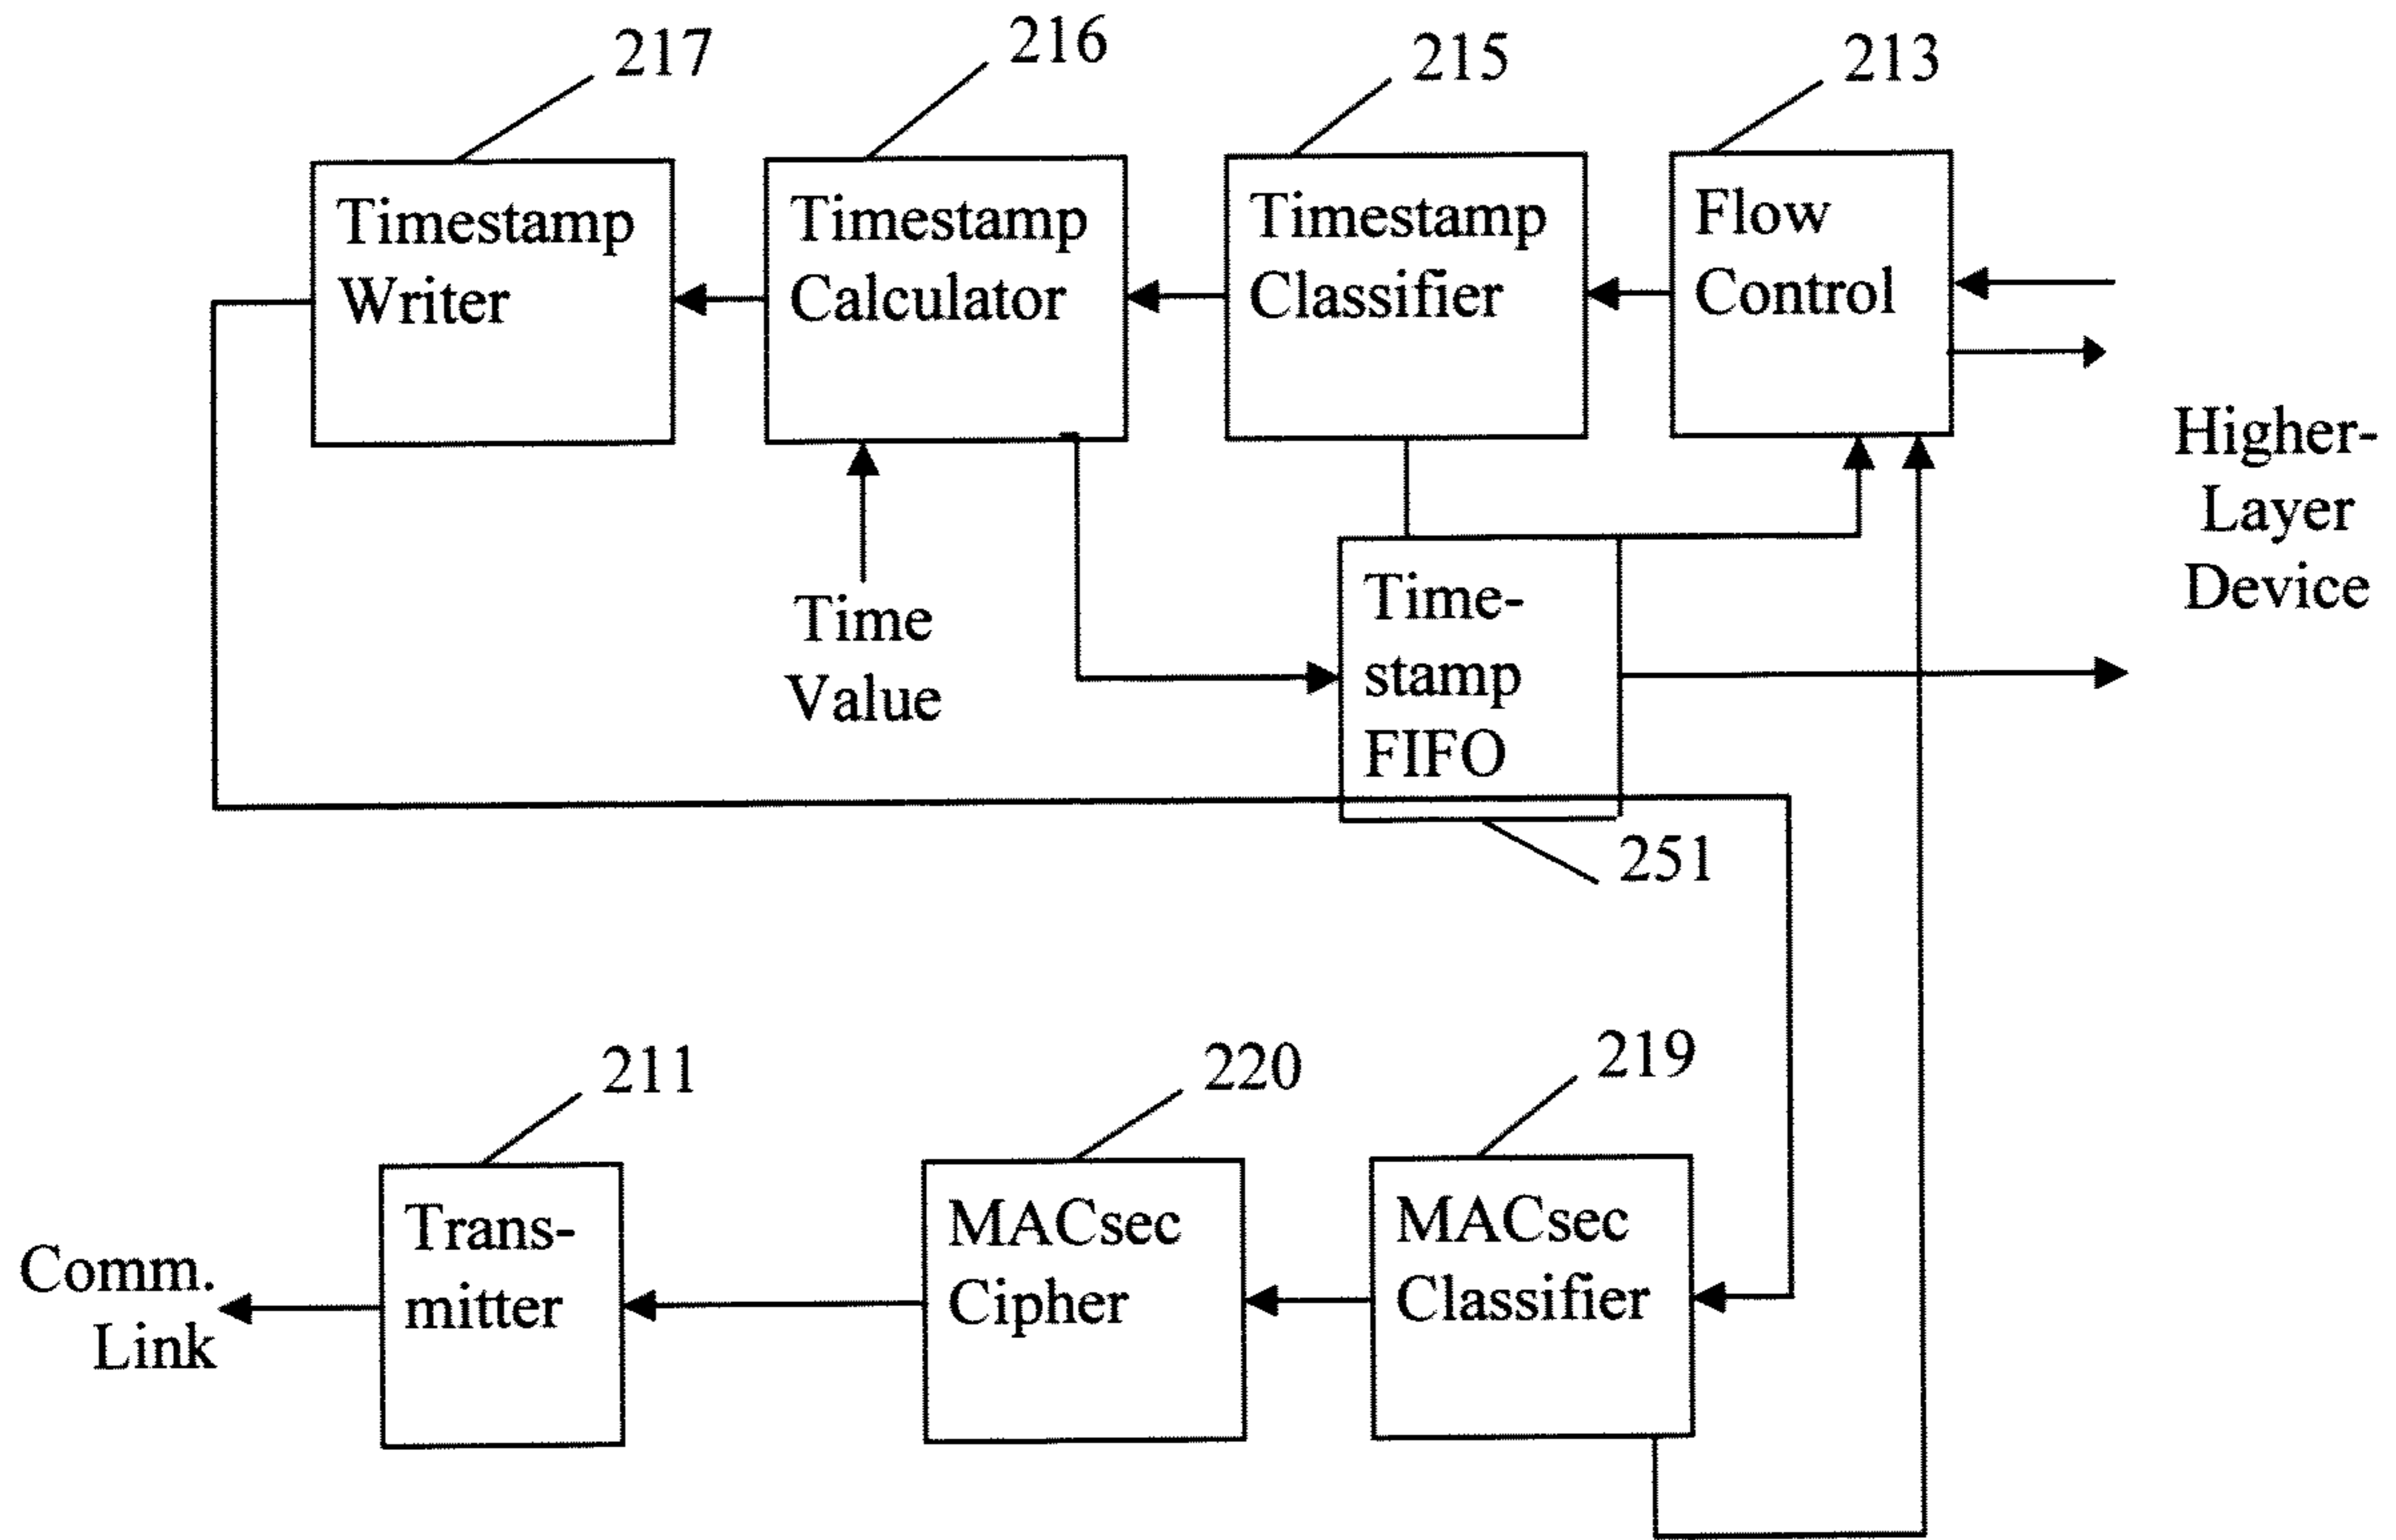 217
216
215
213
Timestamp
Writer
Timestamp
Calculator
Timestamp
Classifier
Flow
Control
Higher-
Layer
Device
Time
Value
Time-
stamp
FIFO
251
211
220
219
Comm.
Link
Trans-
mitter
MACsec
Cipher
MACsec
Classifier